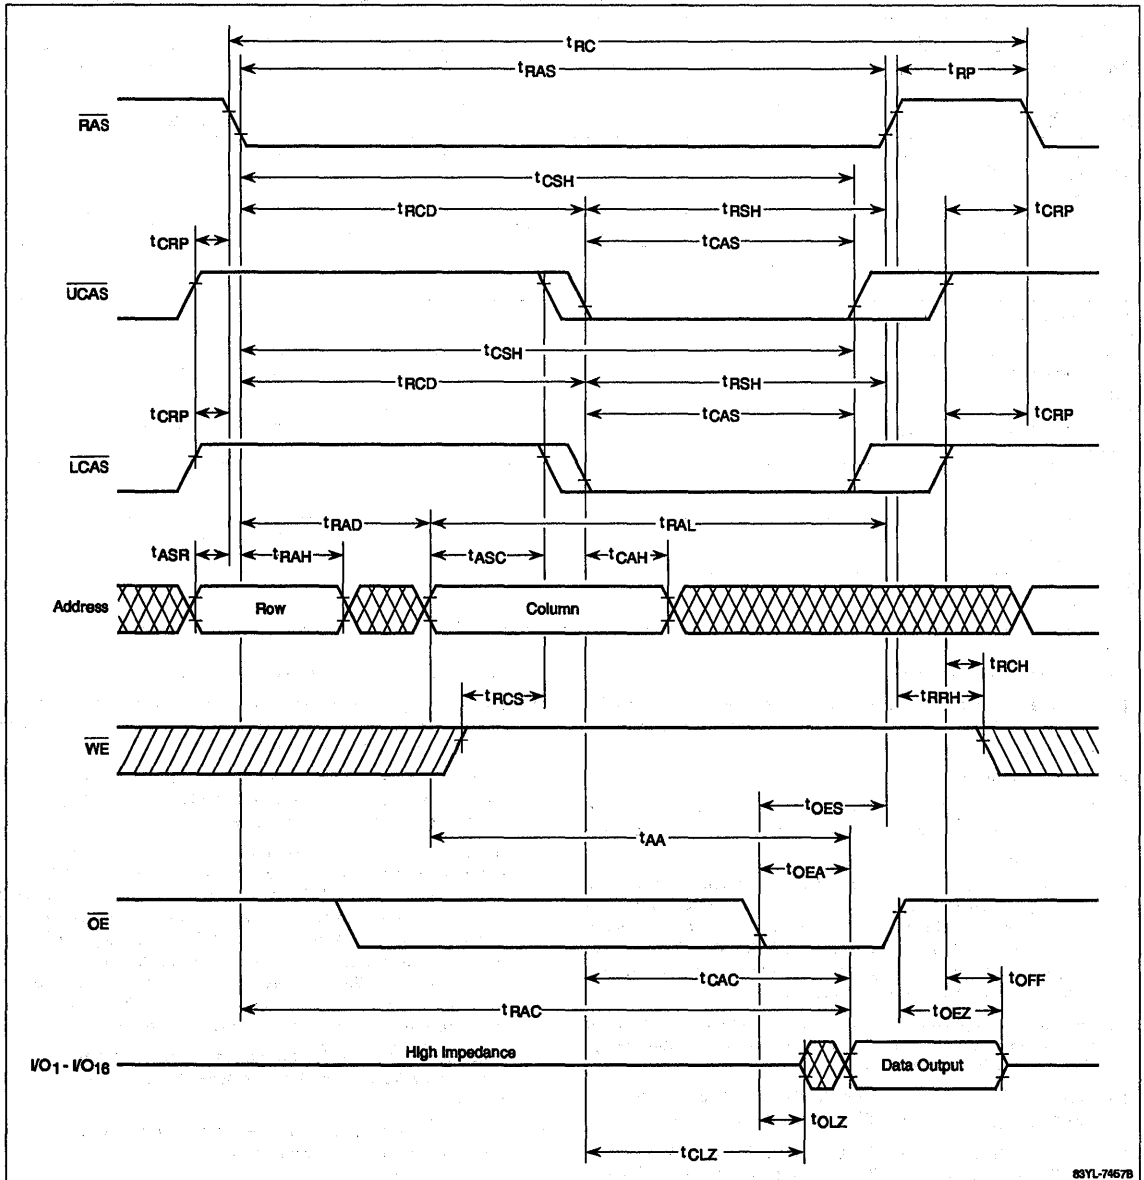 tRC
tRAS
tRP
RAS
tCSH
tRCD
tRSH
tCRP
tCAS
tCRP
UCAS
tCSH
tRCD
tRSH
tCRP
tCAS
tCRP
LCAS
tRAD
tRAL
tASR
tRAH
tASC
tCAH
Address
Row
Column
tRCH
tRCS
tRRH
WE
tOES
tAA
tOEA
OE
tCAC
tOFF
tRAC
tOEZ
High Impedance
I/O1 - I/O16
Data Output
tOLZ
tCLZ
83YL-7457B